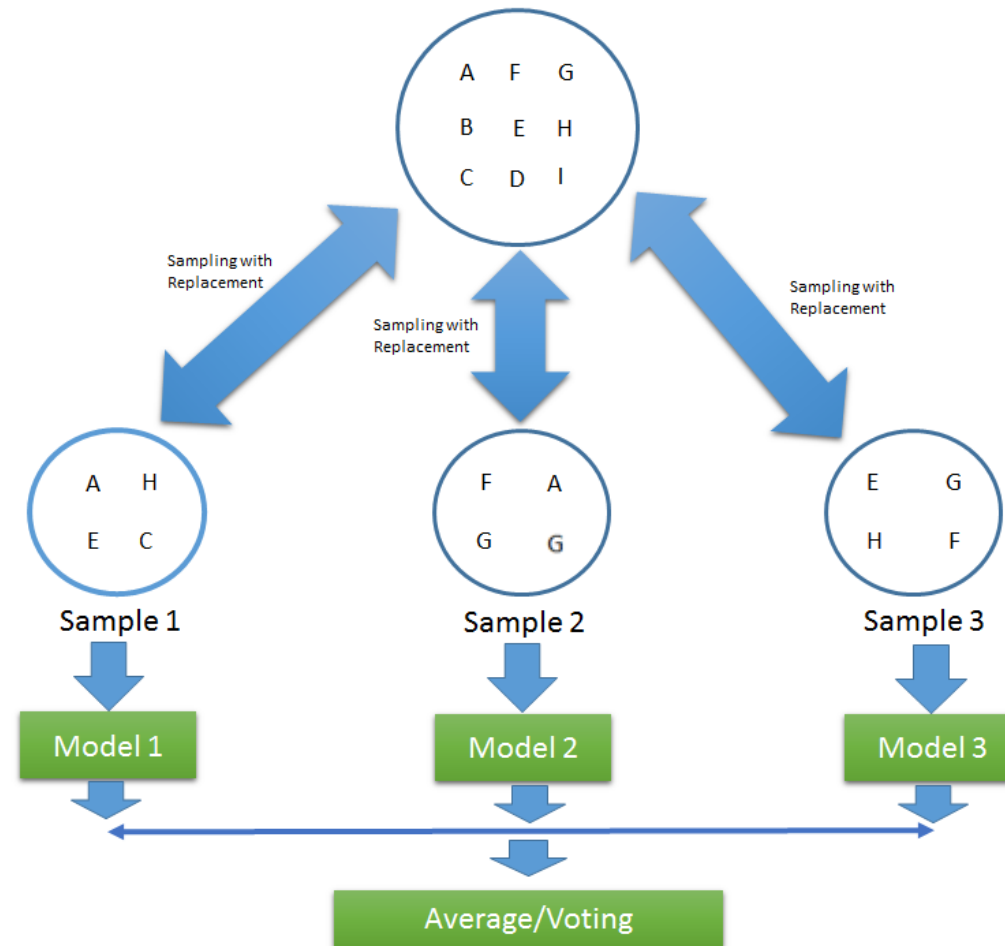 A F G
B E H
C D I
Sampling with
Replacement
Sampling with
Replacement
Sampling with
Replacement
A H
E C
F A
G G
E G
H F
Sample 1
Sample 2
Sample 3
Model 1
Model 2
Model 3
Average/Voting